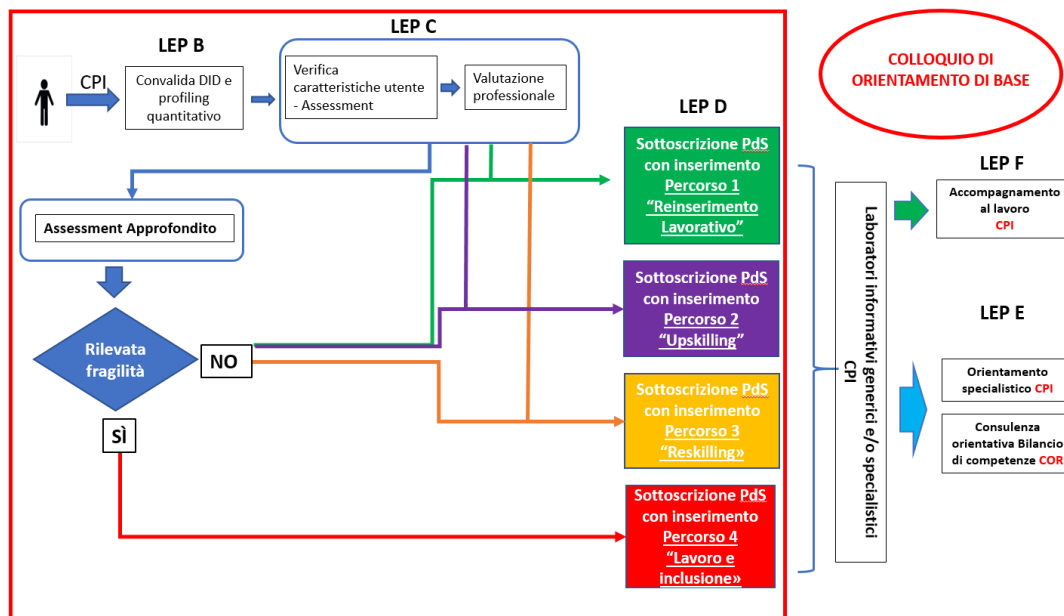 LEP B
LEP C
CPI
Convalida DID e
profiling
quantitativo
Verifica
caratteristiche utente
- Assessment
Valutazione
professionale
LEP D
Assessment Approfondito
Rilevata
fragilità
NO
SÌ
Sottoscrizione PdS
con inserimento
Percorso 1
“Reinserimento
Lavorativo”
Sottoscrizione PdS
con inserimento
Percorso 2
“Upskilling”
Sottoscrizione PdS
con inserimento
Percorso 3
“Reskilling»
Sottoscrizione PdS
con inserimento
Percorso 4
“Lavoro e
inclusione»
Laboratori informativi generici e/o specialistici
CPI
COLLOQUIO DI
ORIENTAMENTO DI BASE
LEP F
Accompagnamento
al lavoro
CPI
LEP E
Orientamento
specialistico CPI
Consulenza
orientativa Bilancio
di competenze COR